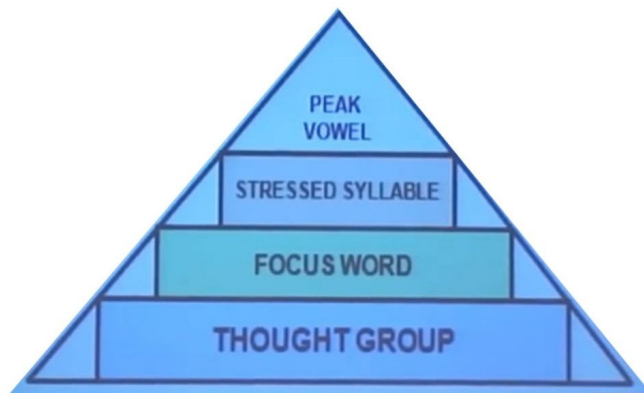 PEAK
VOWEL
STRESSED SYLLABLE
FOCUS WORD
THOUGHT GROUP